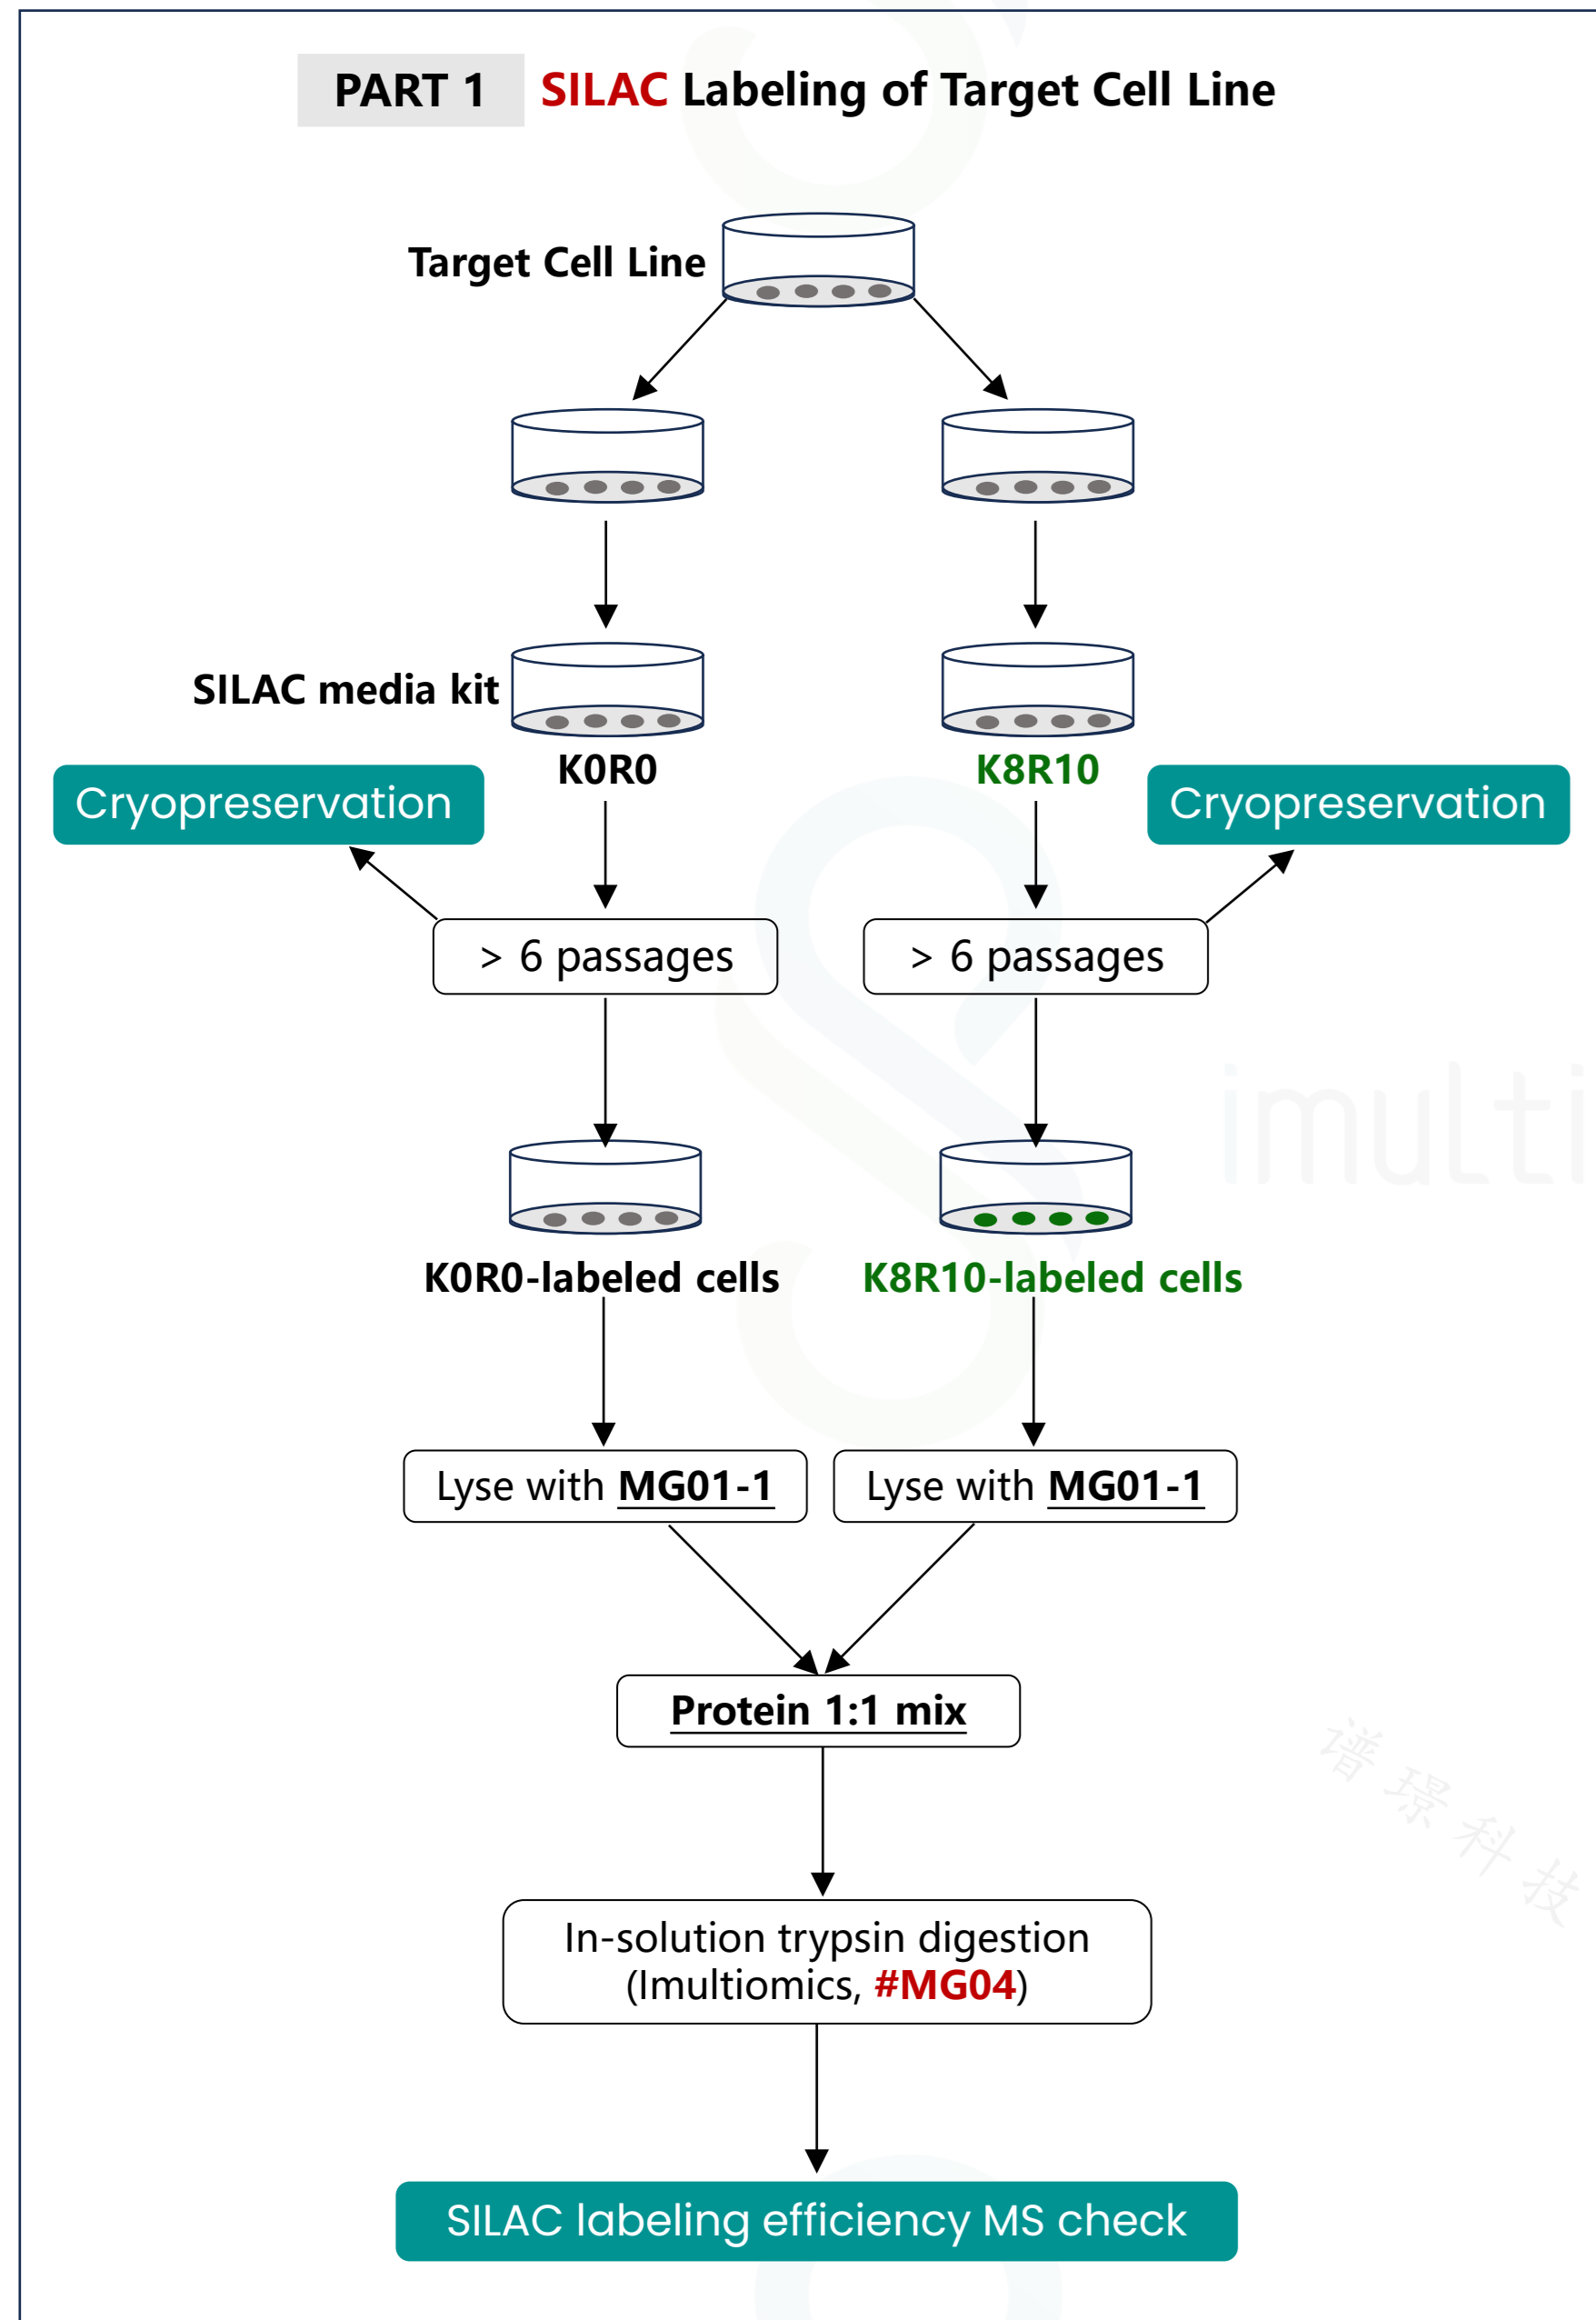 PART 1 SILAC Labeling of Target Cell Line
Target Cell Line
SILAC media kit
K0R0
K8R10
Cryopreservation
Cryopreservation
> 6 passages
> 6 passages
imulti
K0R0-labeled cells
K8R10-labeled cells
Lyse with MG01-1
Lyse with MG01-1
Protein 1:1 mix
谱璟科技
In-solution trypsin digestion
(Imultiomics, #MG04)
SILAC labeling efficiency MS check